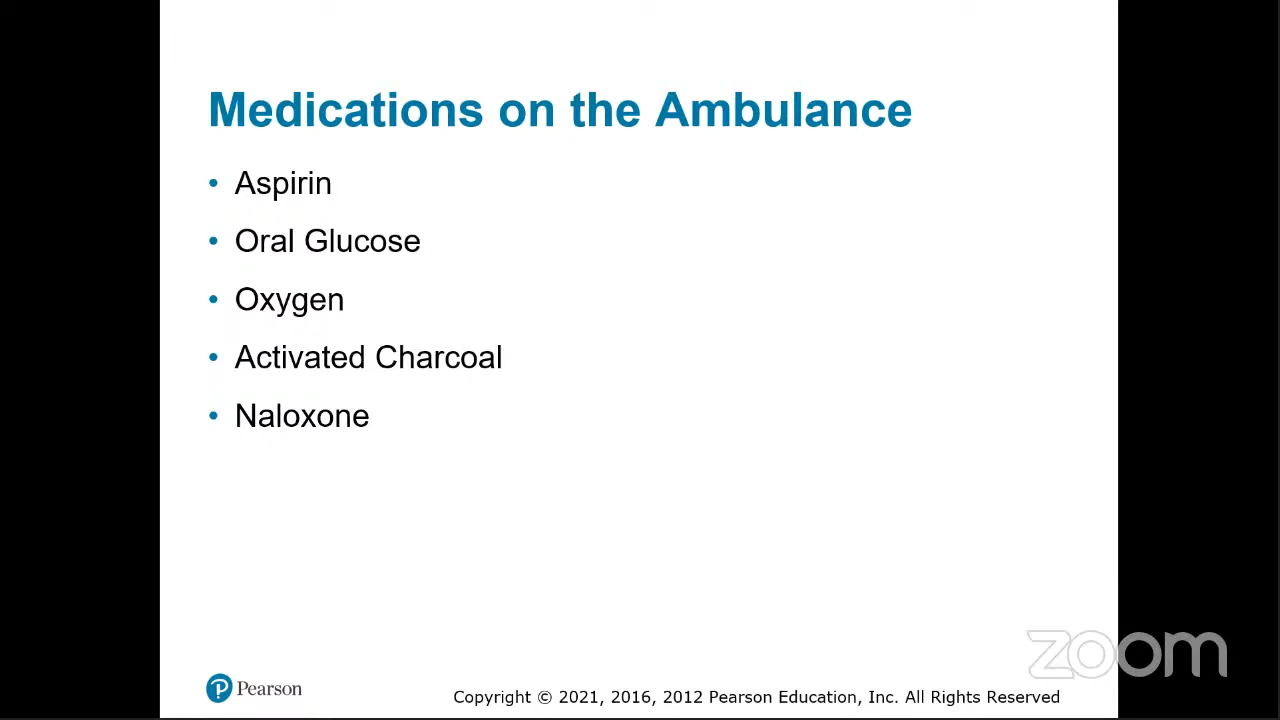 Medications on the Ambulance
• Aspirin
• Oral Glucose
• Oxygen
• Activated Charcoal
• Naloxone
zoom
Pearson
Copyright © 2021, 2016, 2012 Pearson Education, Inc. All Rights Reserved